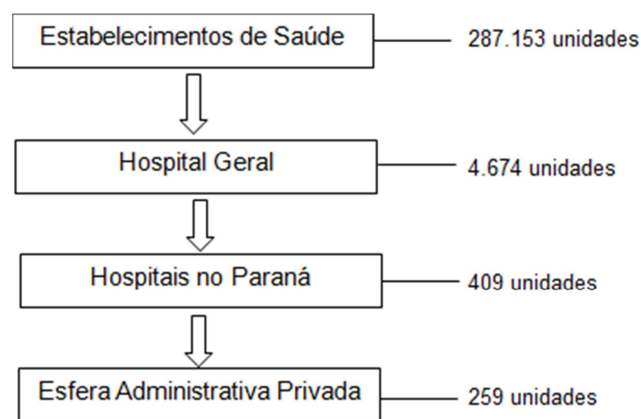 Estabelecimentos de Saúde 287.153 unidades
Hospital Geral 4.674 unidades
Hospitais no Paraná 409 unidades
Esfera Administrativa Privada 259 unidades